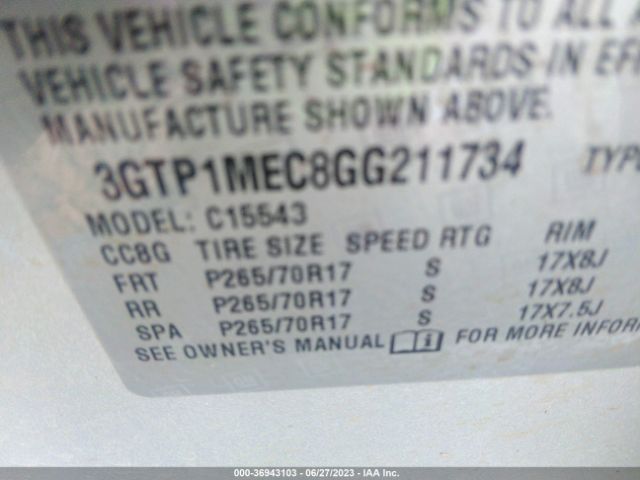 THIS VEHICLE CONFORMS TO ALL
VEHICLE SAFETY STANDARDS IN EFF
MANUFACTURE SHOWN ABOVE.
3GTP1MEC8GG211734 TYPE
MODEL: C15543
CC8G TIRE SIZE SPEED RTG RIM
FRT P265/70R17 S 17X8J
RR P265/70R17 S 17X8J
SPA P265/70R17 S 17X7.5J
SEE OWNER'S MANUAL i FOR MORE INFOR
000-36943103 | 06/27/2023 | IAA Inc.